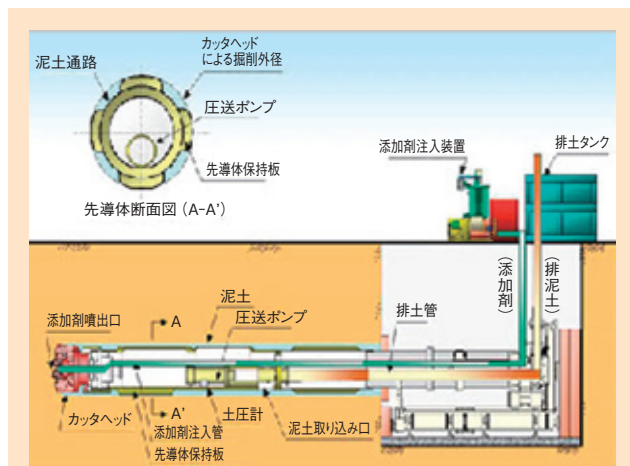 カッタヘッド
による掘削外径
泥土通路
圧送ポンプ
先導体保持板
先導体断面図（A-A’）
添加剤注入装置
排土タンク
（添加剤）
（排泥土）
泥土
圧送ポンプ
排土管
添加剤噴出口
A
カッタヘッド
A’
土圧計
泥土取り込み口
添加剤注入管
先導体保持板